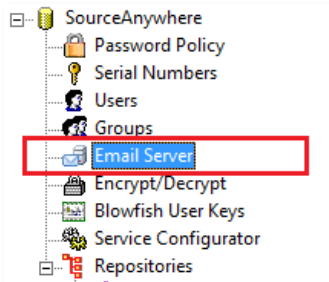 SourceAnywhere
Password Policy
Serial Numbers
Users
Groups
Email Server
Encrypt/Decrypt
Blowfish User Keys
Service Configurator
Repositories